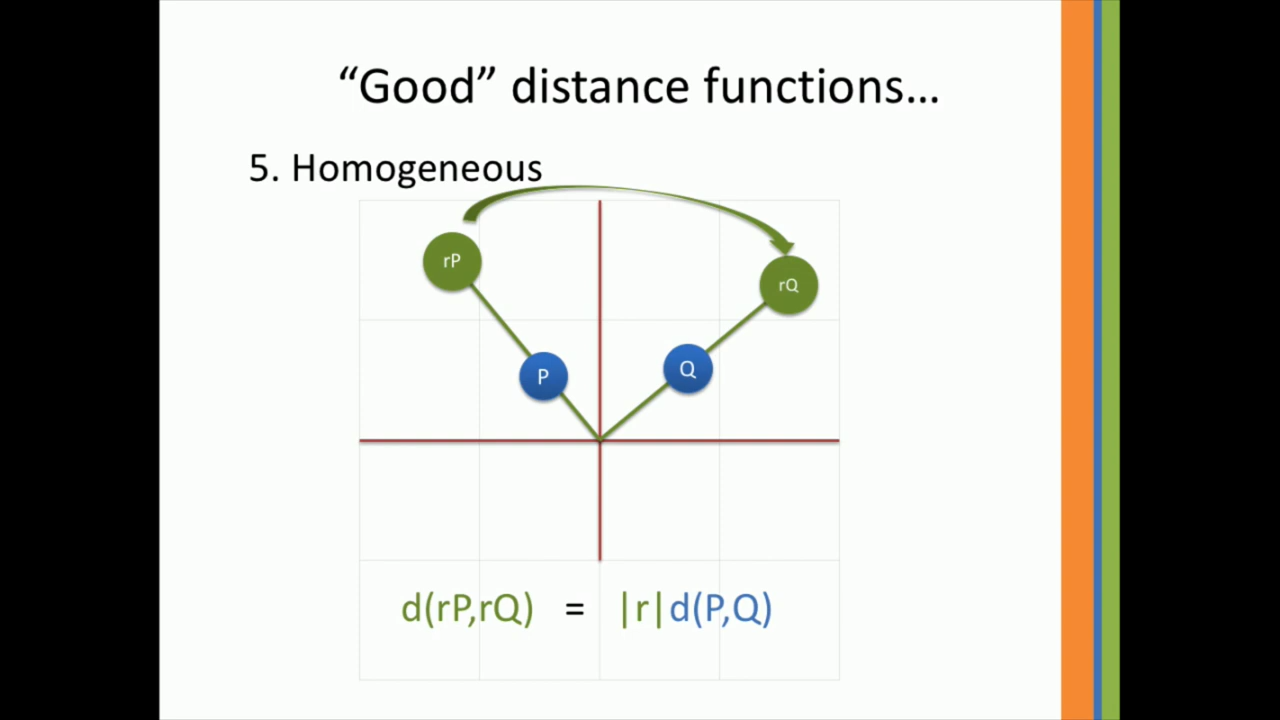 “Good” distance functions...
5. Homogeneous
rP
rQ
P
Q
d(rP,rQ) = |r|d(P,Q)